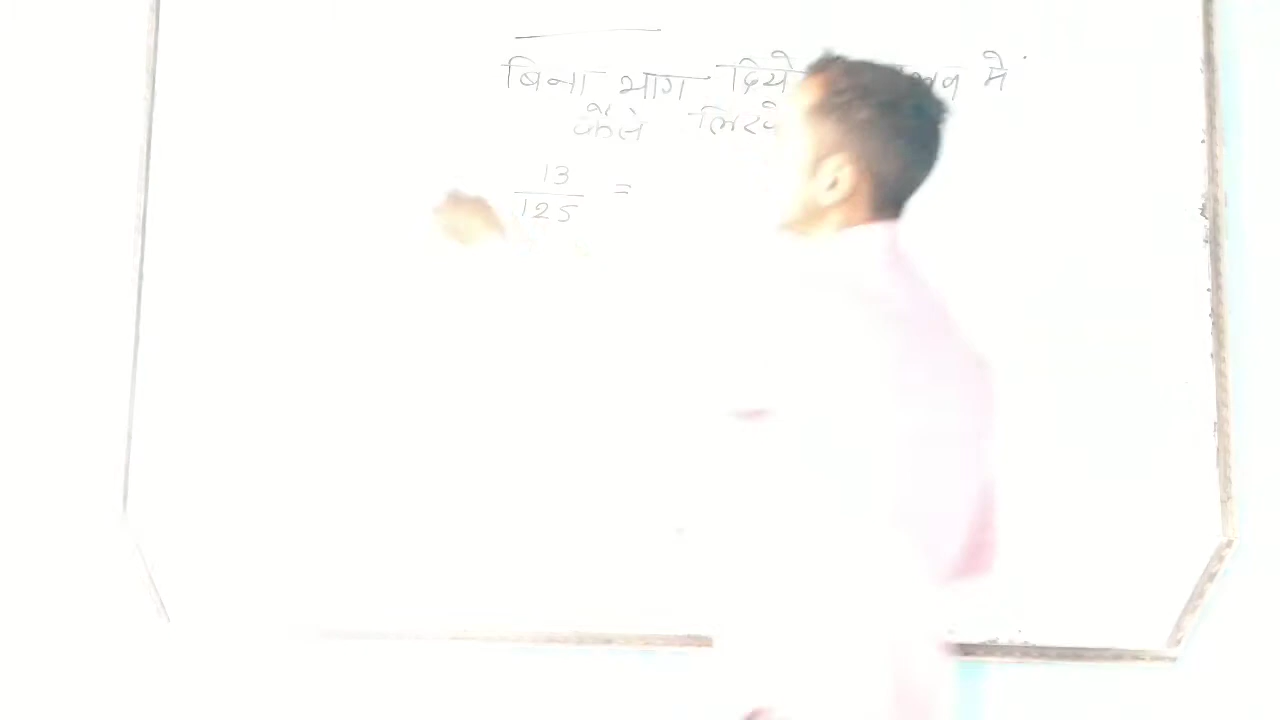 बिना भाग दिये में
कैसे लिखे
13
125 =